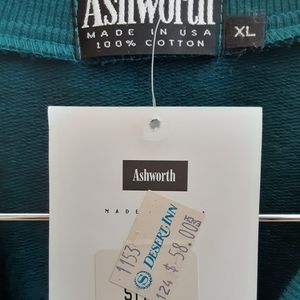 Ashworth
MADE IN USA
100% COTTON
XL
Ashworth
MADE
1153
S DESERT INN
124 $ 58.00